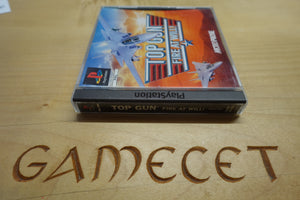 TOP GUN
FIRE AT WILL!
PlayStation
TOP GUN FIRE AT WILL!
GAMECET